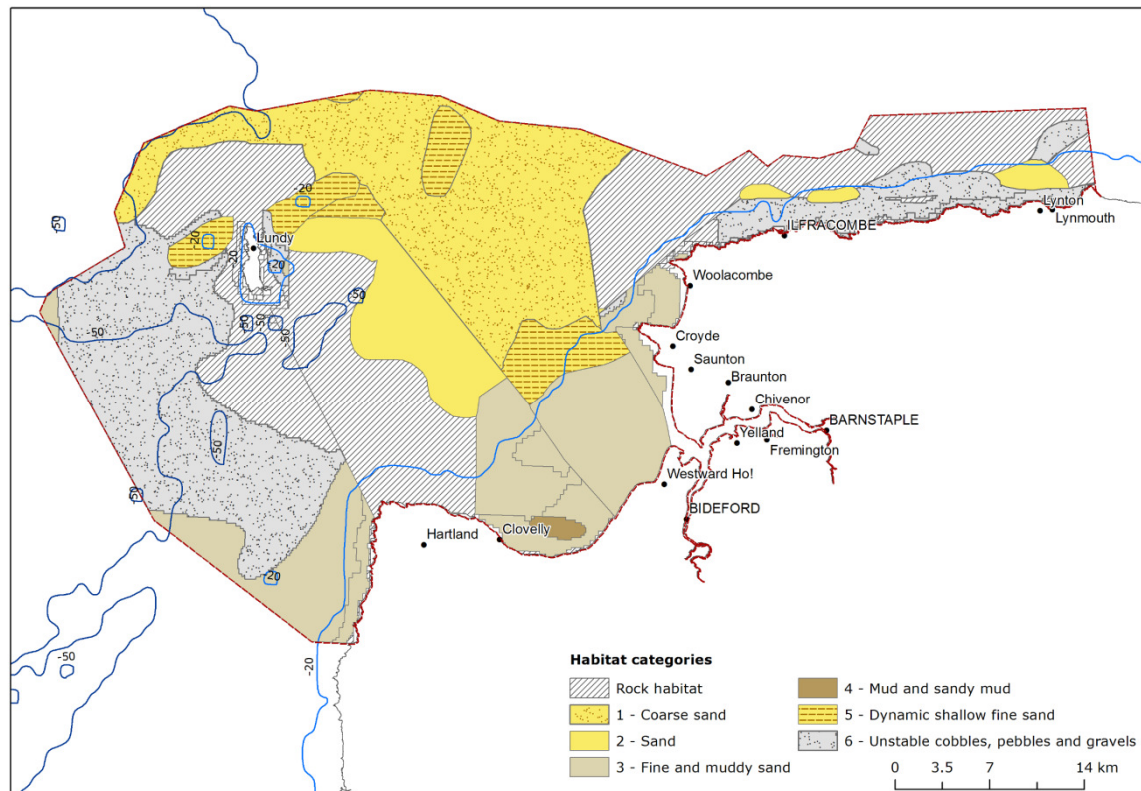 -20
-50
-20
Lundy
-20
-20
-50
-50
-50
-50
-50
-50
-50
-20
-50
-20
Lynton
Lynmouth
ILFRACOMBE
Woolacombe
Croyde
Saunton
Braunton
Chivenor
BARNSTAPLE
Yelland
Fremington
Westward Ho!
BIDEFORD
Clovelly
Hartland
Habitat categories
Rock habitat
1 - Coarse sand
2 - Sand
3 - Fine and muddy sand
4 - Mud and sandy mud
5 - Dynamic shallow fine sand
6 - Unstable cobbles, pebbles and gravels
0 3.5 7 14 km